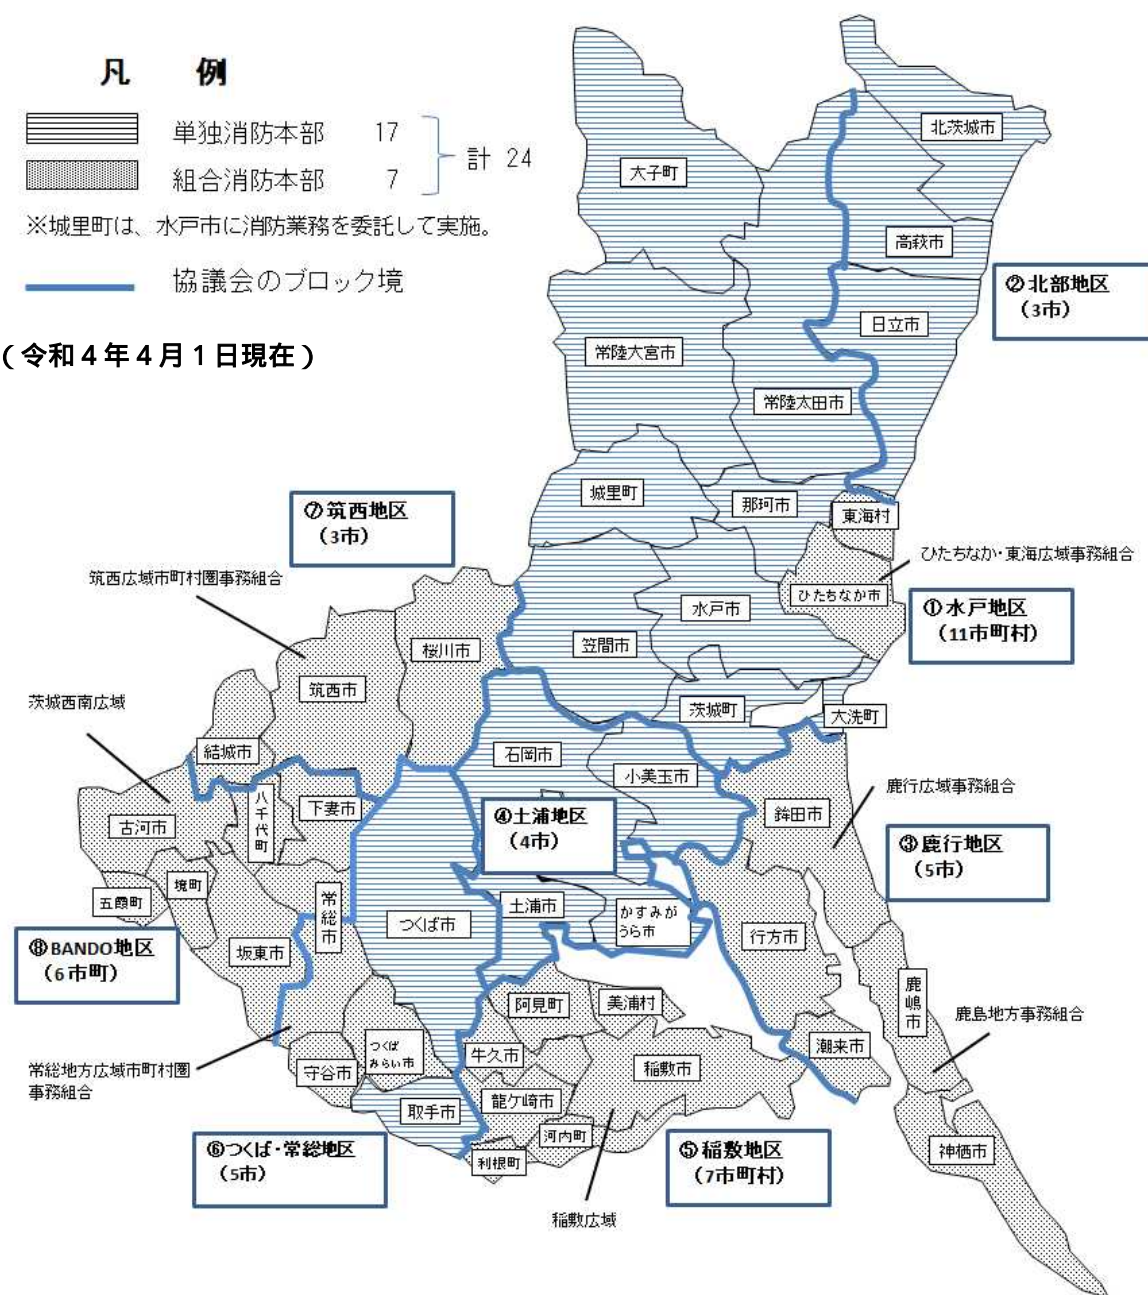 凡 例
単独消防本部 17
組合消防本部 7
計 24
※城里町は、水戸市に消防業務を委託して実施。
協議会のブロック境
(令和4年4月1日現在)
北茨城市
大子町
高萩市
②北部地区
(3市)
日立市
常陸大宮市
常陸太田市
城里町
那珂市
東海村
⑦筑西地区
(3市)
ひたちなか・東海広域事務組合
筑西広域市町村圏事務組合
ひたちなか市
水戸市
①水戸地区
(11市町村)
桜川市
笠間市
筑西市
茨城西南広域
茨城町
大洗町
結城市
石岡市
小美玉市
鹿行広域事務組合
八千代町
下妻市
鉾田市
古河市
④土浦地区
(4市)
③鹿行地区
(5市)
境町
五霞町
常総市
つくば市
土浦市
かすみが
うら市
行方市
⑧BANDO地区
(6市町)
坂東市
阿見町
美浦村
鹿嶋市
鹿島地方事務組合
常総地方広域市町村圏
事務組合
つくば
みらい市
守谷市
牛久市
稲敷市
潮来市
取手市
龍ケ崎市
河内町
利根町
⑥つくば・常総地区
(5市)
⑤稲敷地区
(7市町村)
神栖市
稲敷広域